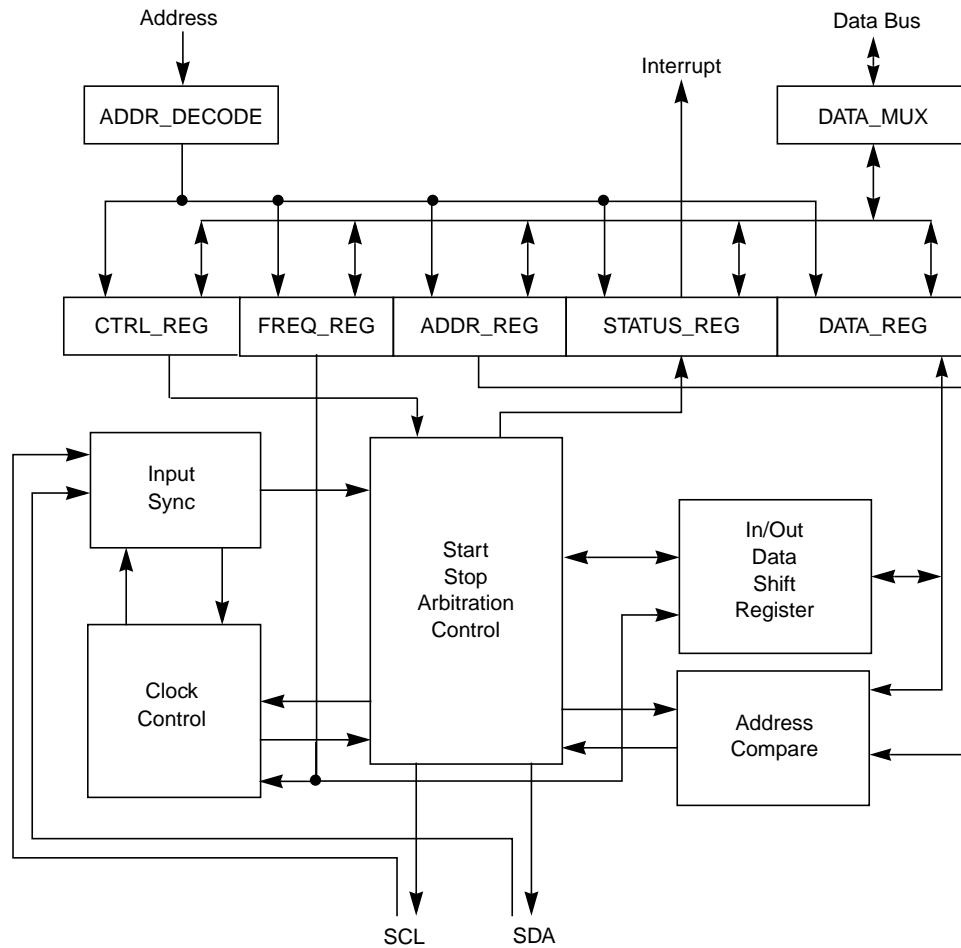 Address
Data Bus
Interrupt
ADDR_DECODE
DATA_MUX
CTRL_REG
FREQ_REG
ADDR_REG
STATUS_REG
DATA_REG
Input
Sync
Start
Stop
Arbitration
Control
In/Out
Data
Shift
Register
Clock
Control
Address
Compare
SCL
SDA